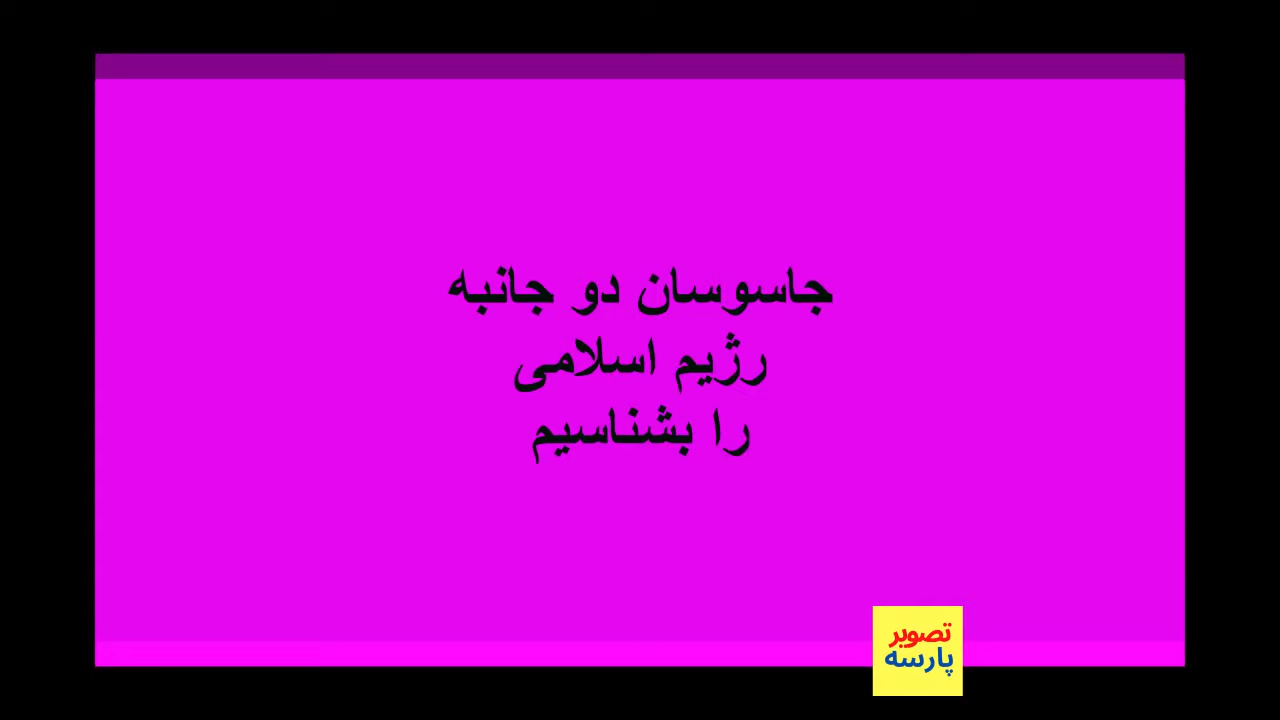 جاسوسان دو جانبه
رژیم اسلامی
را بشناسیم
تصویر
پارسه